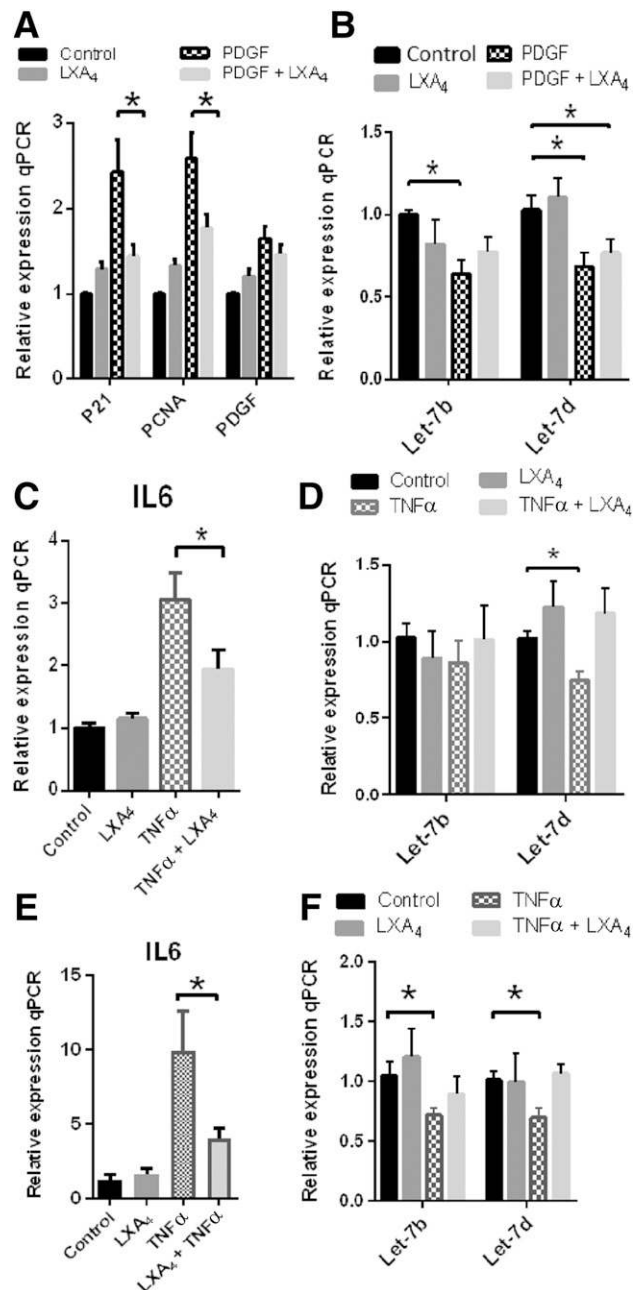 A
Control
PDGF
LXA₄
PDGF + LXA₄
*
*
Relative expression qPCR
3
2
1
0
P21
PCNA
PDGF
B
Control
PDGF
LXA₄
PDGF + LXA₄
*
*
*
Relative expression qPCR
1.5
1.0
0.5
0.0
Let-7b
Let-7d
C
IL6
*
Relative expression qPCR
4
3
2
1
0
Control
LXA₄
TNFα
TNFα + LXA₄
D
Control
LXA₄
TNFα
TNFα + LXA₄
*
Relative expression qPCR
1.5
1.0
0.5
0.0
Let-7b
Let-7d
E
IL6
*
Relative expression qPCR
15
10
5
0
Control
LXA₄
TNFα
LXA₄ + TNFα
F
Control
TNFα
LXA₄
TNFα + LXA₄
*
*
Relative expression qPCR
2.0
1.5
1.0
0.5
0.0
Let-7b
Let-7d